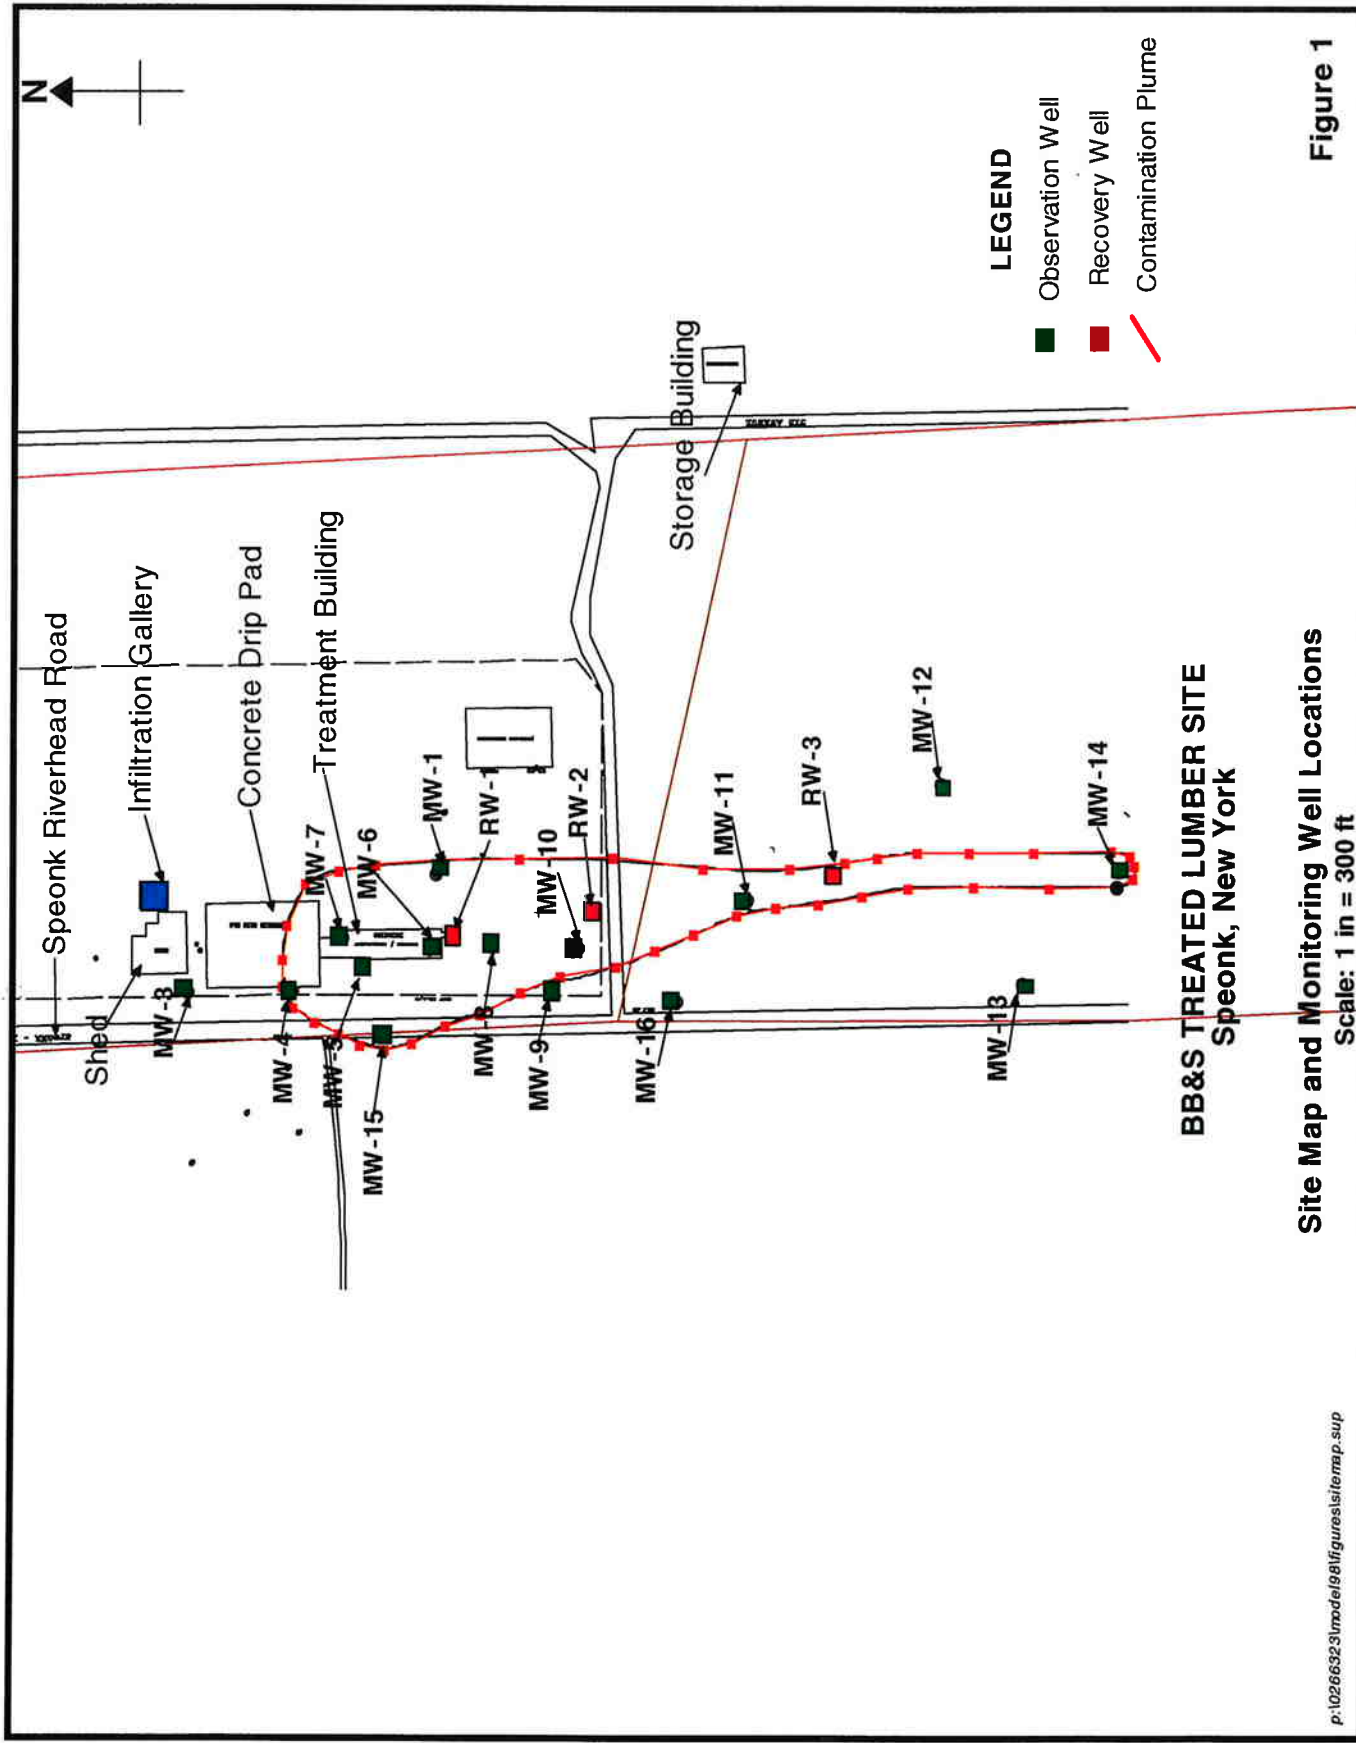 N
Speonk Riverhead Road
Infiltration Gallery
Concrete Drip Pad
Treatment Building
Shed
MW-3
MW-4
MW-5
MW-15
MW-7
MW-6
MW-1
RW-1
MW-10
RW-2
MW-9
MW-16
Storage Building
MW-11
RW-3
MW-12
MW-13
MW-14
LEGEND
Observation Well
Recovery Well
Contamination Plume
BB&S TREATED LUMBER SITE
Speonk, New York
Site Map and Monitoring Well Locations
Scale: 1 in = 300 ft
Figure 1
p:\0266323\model98\figures\sitemap.sup